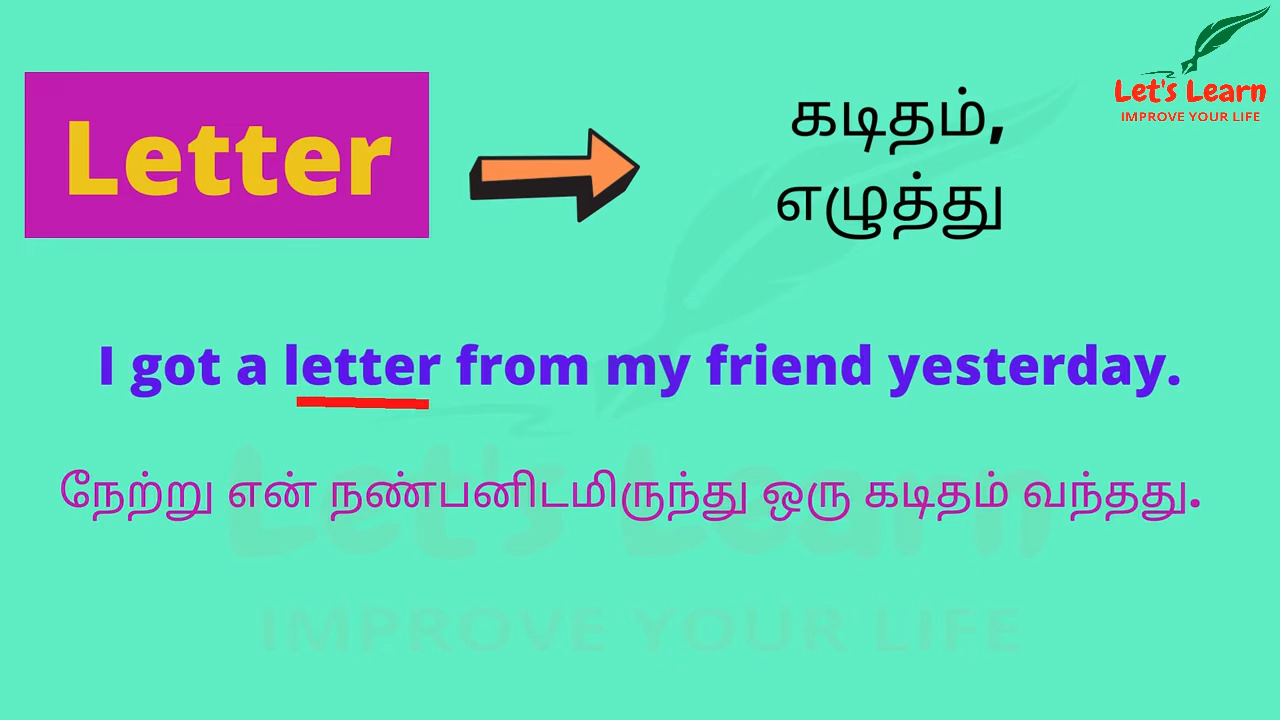 Let's Learn
IMPROVE YOUR LIFE
Letter
கடிதம்,
எழுத்து
I got a letter from my friend yesterday.
நேற்று என் நண்பனிடமிருந்து ஒரு கடிதம் வந்தது.
Let's Learn
IMPROVE YOUR LIFE